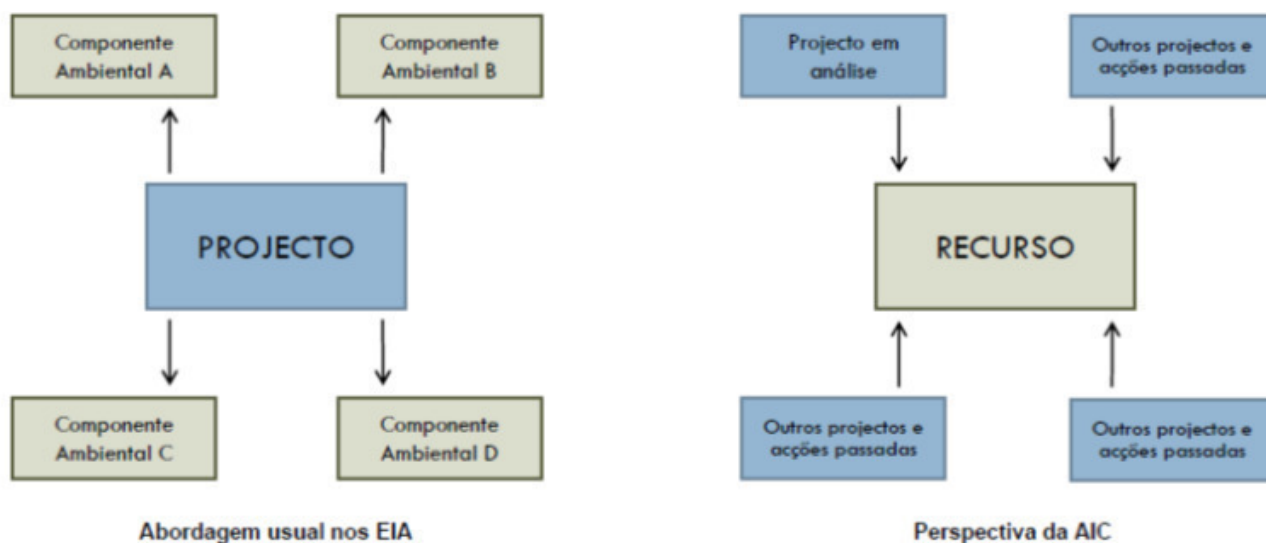 Componente
Ambiental A
Componente
Ambiental B
PROJECTO
Componente
Ambiental C
Componente
Ambiental D
Abordagem usual nos EIA
Projecto em
análise
Outros projectos e
acções passadas
RECURSO
Outros projectos e
acções passadas
Outros projectos e
acções passadas
Perspectiva da AIC